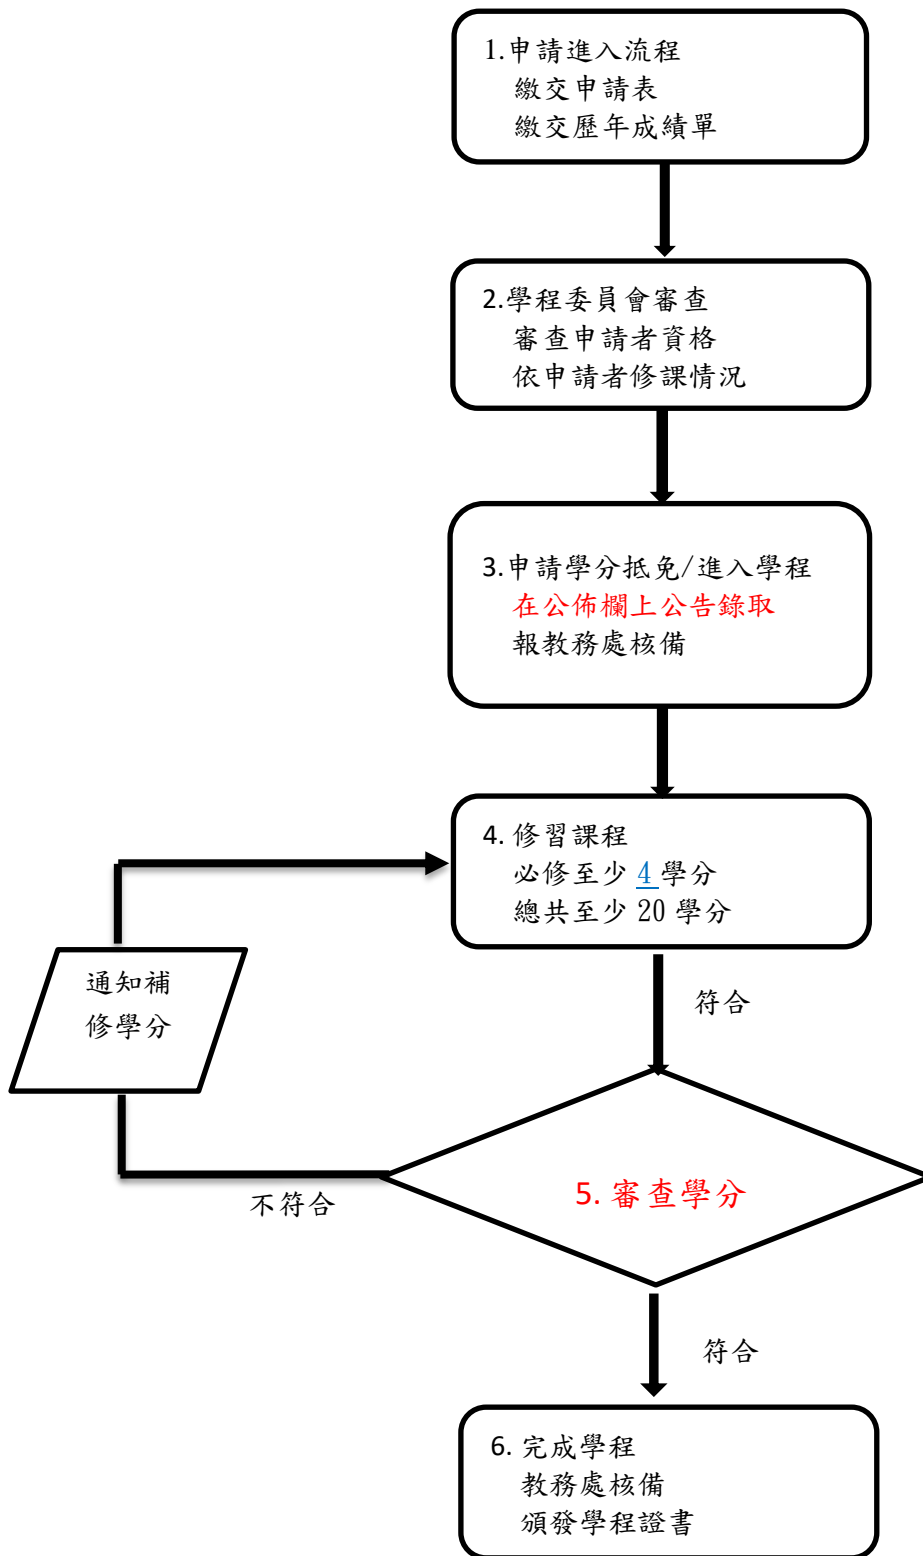 1.申請進入流程
繳交申請表
繳交歷年成績單
2.學程委員會審查
審查申請者資格
依申請者修課情況
3.申請學分抵免/進入學程
在公佈欄上公告錄取
報教務處核備
4. 修習課程
必修至少 4 學分
總共至少 20 學分
通知補
修學分
符合
5. 審查學分
不符合
符合
6. 完成學程
教務處核備
頒發學程證書